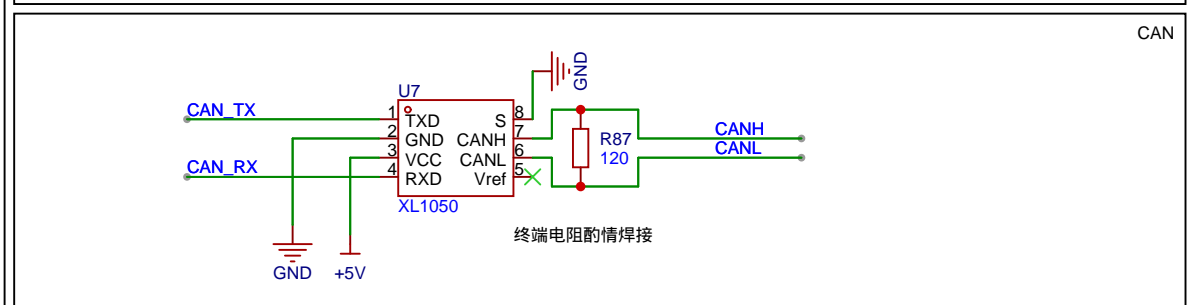 CAN
GND
U7
CAN_TX
1
TXD
S
8
2
GND
CANH
7
R87
CANH
3
VCC
CANL
6
120
CANL
CAN_RX
4
RXD
Vref
5
XL1050
终端电阻酌情焊接
GND
+5V